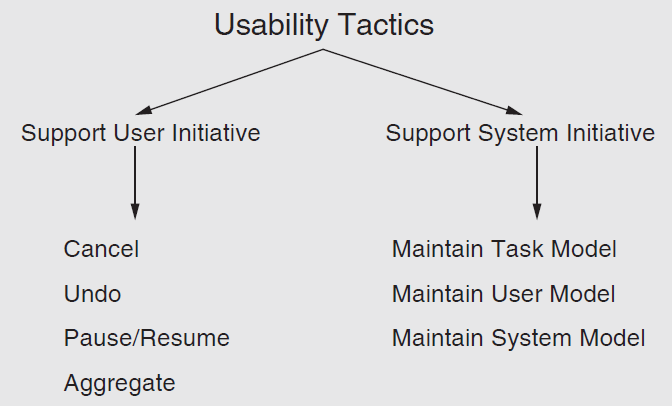 Usability Tactics
Support User Initiative
Support System Initiative
Cancel
Undo
Pause/Resume
Aggregate
Maintain Task Model
Maintain User Model
Maintain System Model